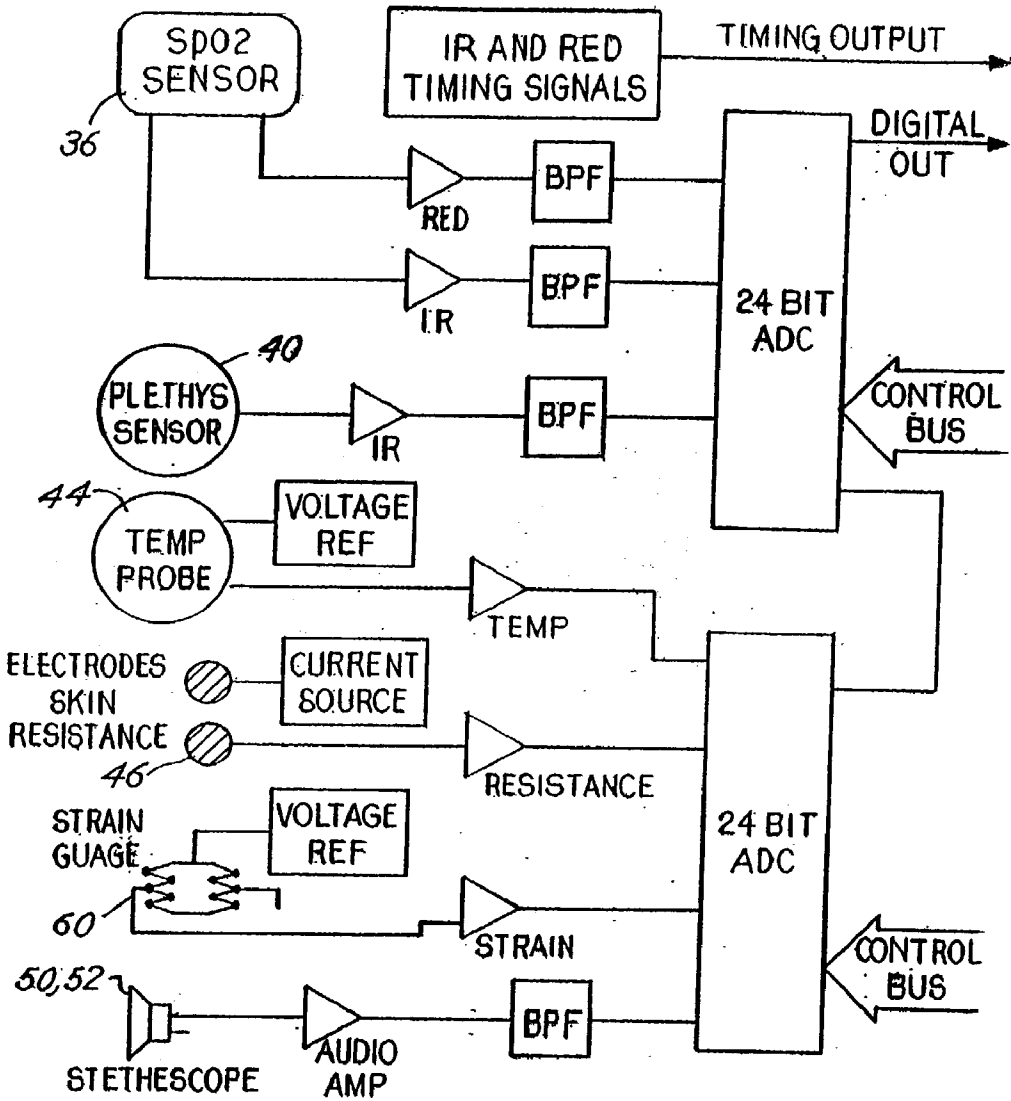 SpO2
SENSOR
36
IR AND RED
TIMING SIGNALS
TIMING OUTPUT
DIGITAL
OUT
RED
BPF
IR
BPF
24 BIT
ADC
40
PLETHYS
SENSOR
IR
BPF
CONTROL
BUS
44
TEMP
PROBE
VOLTAGE
REF
TEMP
ELECTRODES
SKIN
RESISTANCE
46
CURRENT
SOURCE
RESISTANCE
STRAIN
GUAGE
60
VOLTAGE
REF
STRAIN
24 BIT
ADC
CONTROL
BUS
50,52
STETHESCOPE
AUDIO
AMP
BPF